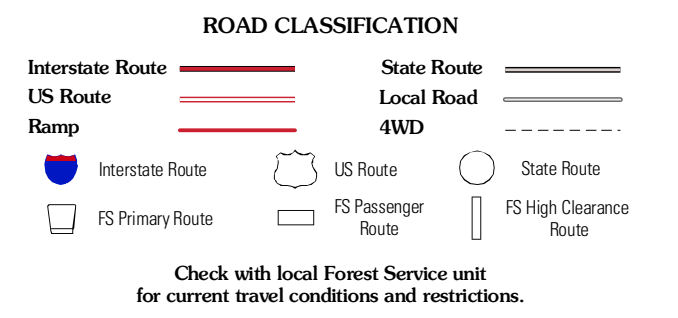 ROAD CLASSIFICATION
Interstate Route
State Route
US Route
Local Road
Ramp
4WD
Interstate Route
US Route
State Route
FS Primary Route
FS Passenger
Route
FS High Clearance
Route
Check with local Forest Service unit
for current travel conditions and restrictions.